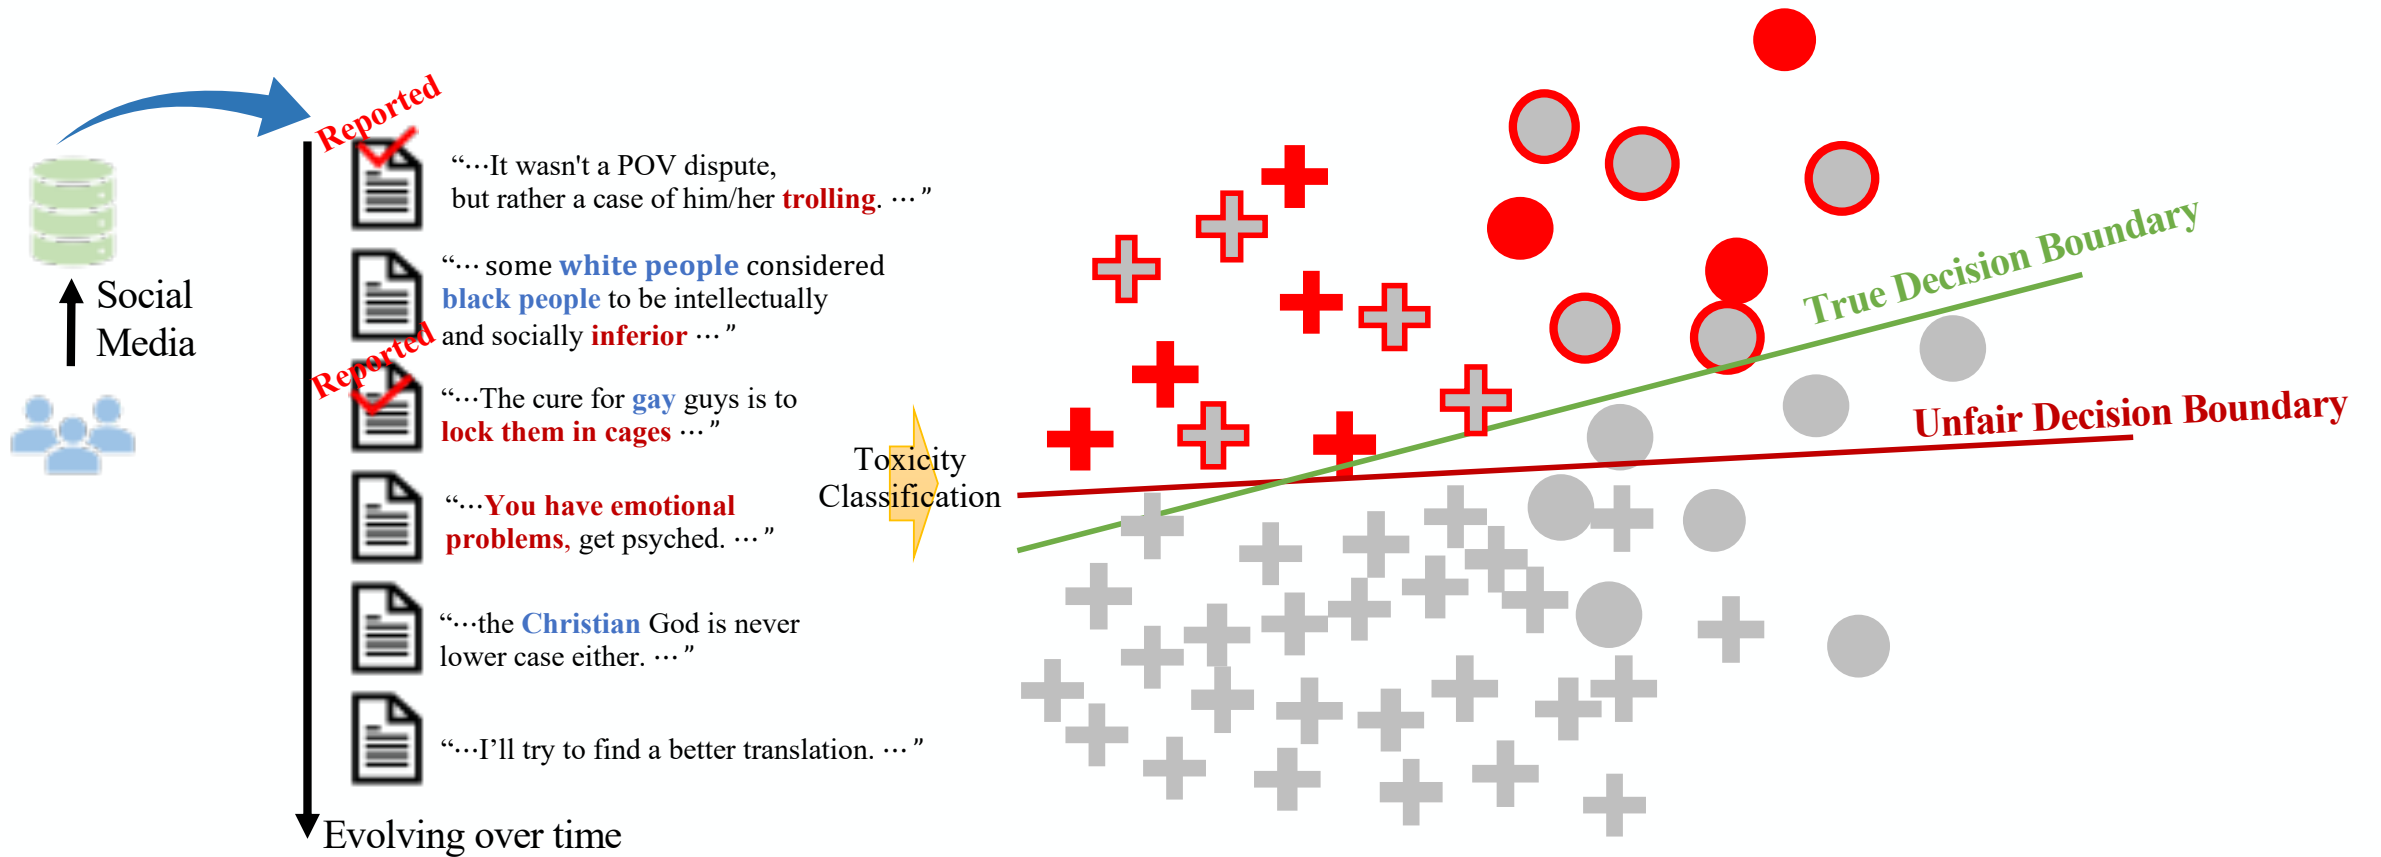 Social
Media
Reported
“…It wasn't a POV dispute,
but rather a case of him/her trolling. … ”
“… some white people considered
black people to be intellectually
and socially inferior … ”
Reported
“…The cure for gay guys is to
lock them in cages … ”
“…You have emotional
problems, get psyched. … ”
“…the Christian God is never
lower case either. … ”
“…I’ll try to find a better translation. … ”
Evolving over time
Toxicity
Classification
True Decision Boundary
Unfair Decision Boundary